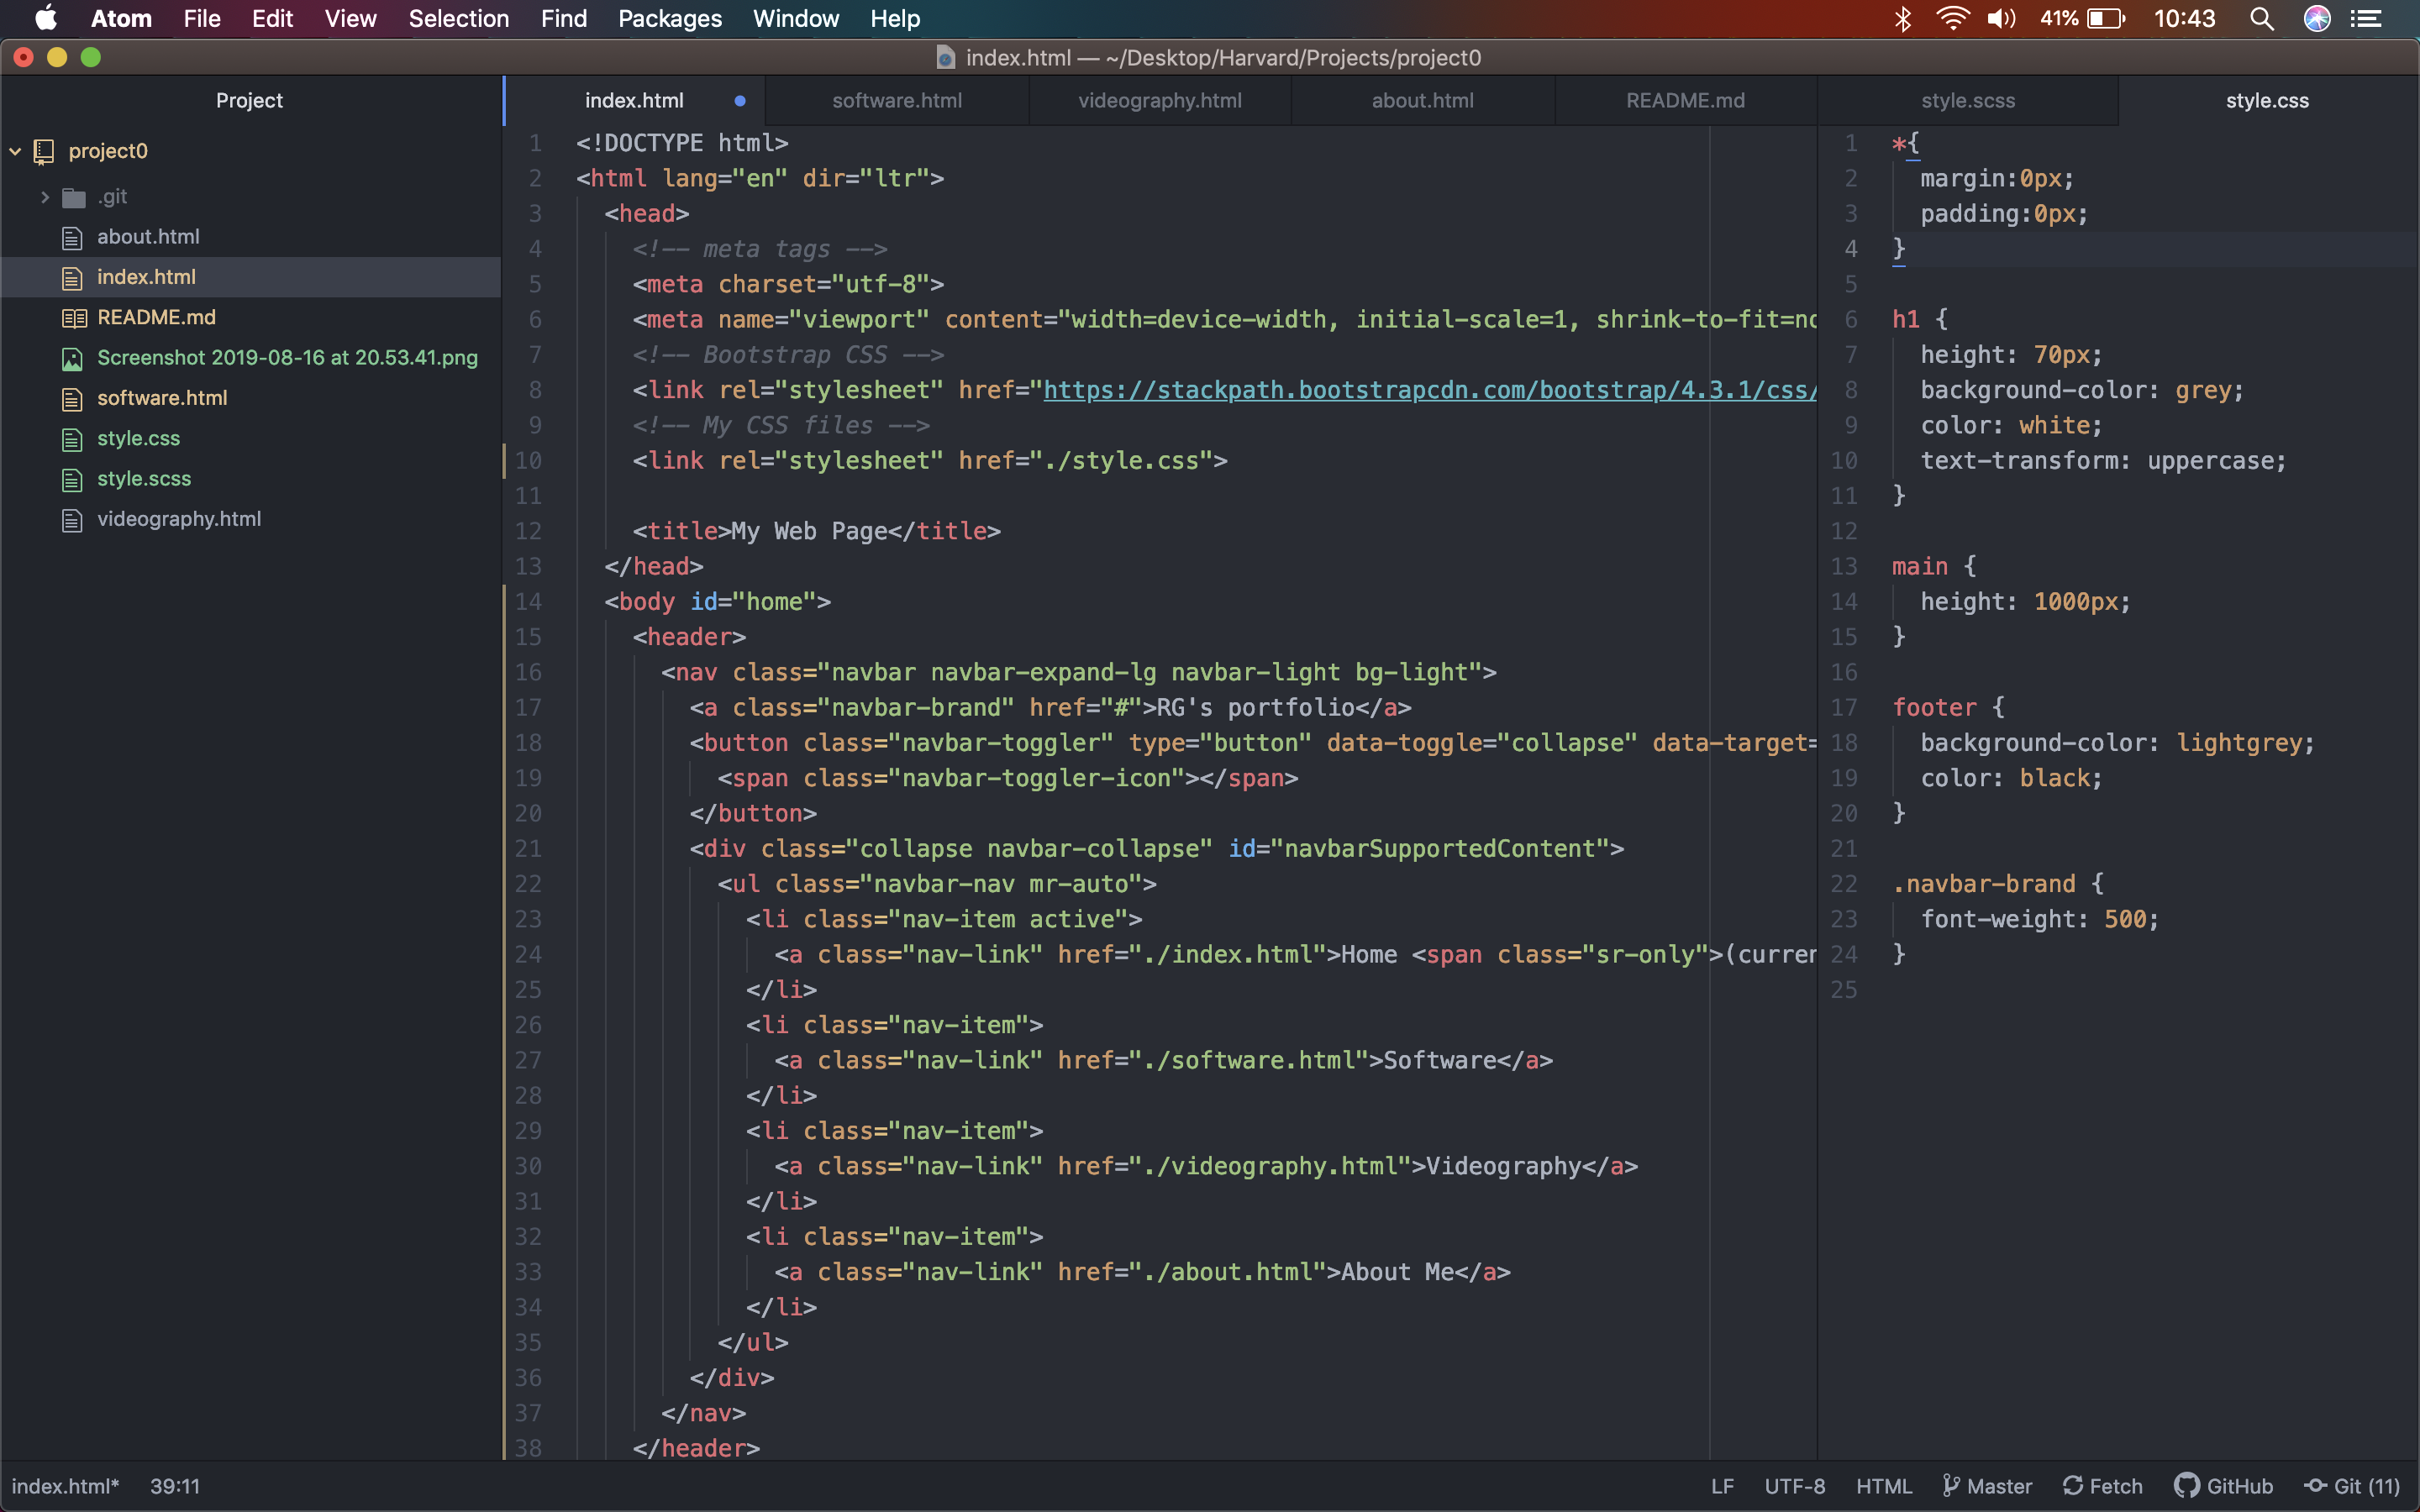 Atom File Edit View Selection Find Packages Window Help 41% 10:43
index.html — ~/Desktop/Harvard/Projects/project0
Project
project0
.git
about.html
index.html
README.md
Screenshot 2019-08-16 at 20.53.41.png
software.html
style.css
style.scss
videography.html
index.html software.html videography.html about.html README.md
1 <!DOCTYPE html>
2 <html lang="en" dir="ltr">
3 <head>
4 <!-- meta tags -->
5 <meta charset="utf-8">
6 <meta name="viewport" content="width=device-width, initial-scale=1, shrink-to-fit=no
7 <!-- Bootstrap CSS -->
8 <link rel="stylesheet" href="https://stackpath.bootstrapcdn.com/bootstrap/4.3.1/css/
9 <!-- My CSS files -->
10 <link rel="stylesheet" href="./style.css">
11
12 <title>My Web Page</title>
13 </head>
14 <body id="home">
15 <header>
16 <nav class="navbar navbar-expand-lg navbar-light bg-light">
17 <a class="navbar-brand" href="#">RG's portfolio</a>
18 <button class="navbar-toggler" type="button" data-toggle="collapse" data-target=
19 <span class="navbar-toggler-icon"></span>
20 </button>
21 <div class="collapse navbar-collapse" id="navbarSupportedContent">
22 <ul class="navbar-nav mr-auto">
23 <li class="nav-item active">
24 <a class="nav-link" href="./index.html">Home <span class="sr-only">(curren
25 </li>
26 <li class="nav-item">
27 <a class="nav-link" href="./software.html">Software</a>
28 </li>
29 <li class="nav-item">
30 <a class="nav-link" href="./videography.html">Videography</a>
31 </li>
32 <li class="nav-item">
33 <a class="nav-link" href="./about.html">About Me</a>
34 </li>
35 </ul>
36 </div>
37 </nav>
38 </header>
style.scss style.css
1 *{
2 margin:0px;
3 padding:0px;
4 }
5
6 h1 {
7 height: 70px;
8 background-color: grey;
9 color: white;
10 text-transform: uppercase;
11 }
12
13 main {
14 height: 1000px;
15 }
16
17 footer {
18 background-color: lightgrey;
19 color: black;
20 }
21
22 .navbar-brand {
23 font-weight: 500;
24 }
25
index.html* 39:11 LF UTF-8 HTML Master Fetch GitHub Git (11)